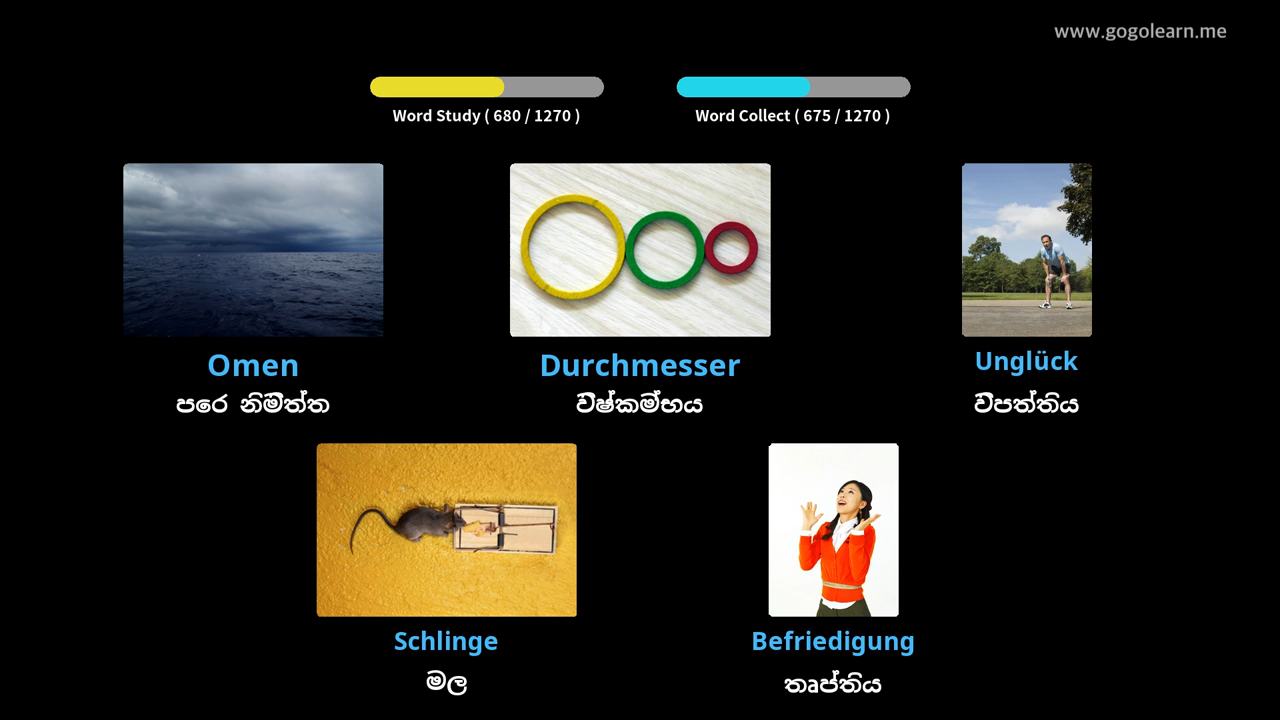 www.gogolearn.me
Word Study ( 680 / 1270 )
Word Collect ( 675 / 1270 )
Omen
පරෙ නිමිත්ත
Durchmesser
විෂ්කම්භය
Unglück
විපත්තිය
Schlinge
මල
Befriedigung
තෘප්තිය